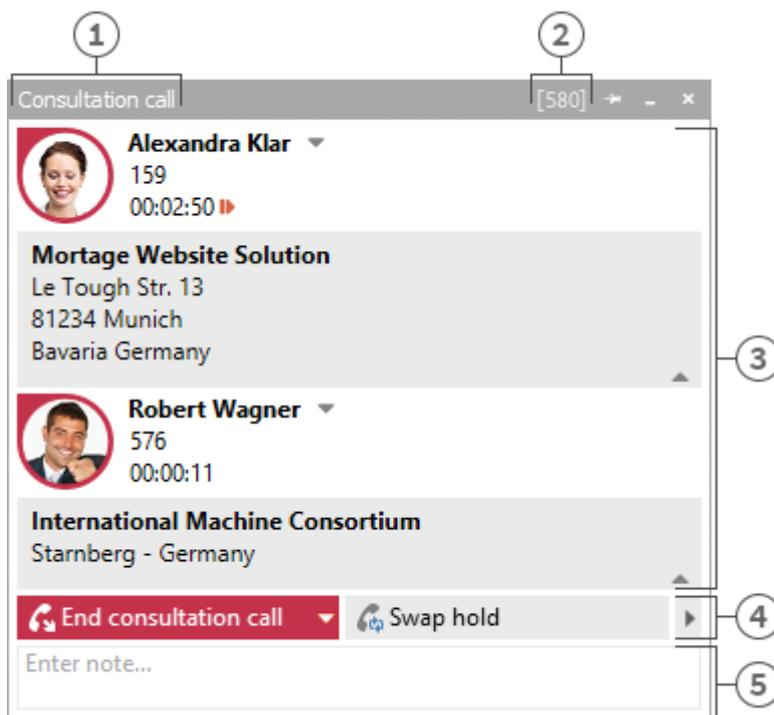 1
2
Consultation call
[580]
Alexandra Klar
159
00:02:50
Mortage Website Solution
Le Tough Str. 13
81234 Munich
Bavaria Germany
3
Robert Wagner
576
00:00:11
International Machine Consortium
Starnberg - Germany
End consultation call
Swap hold
4
Enter note...
5